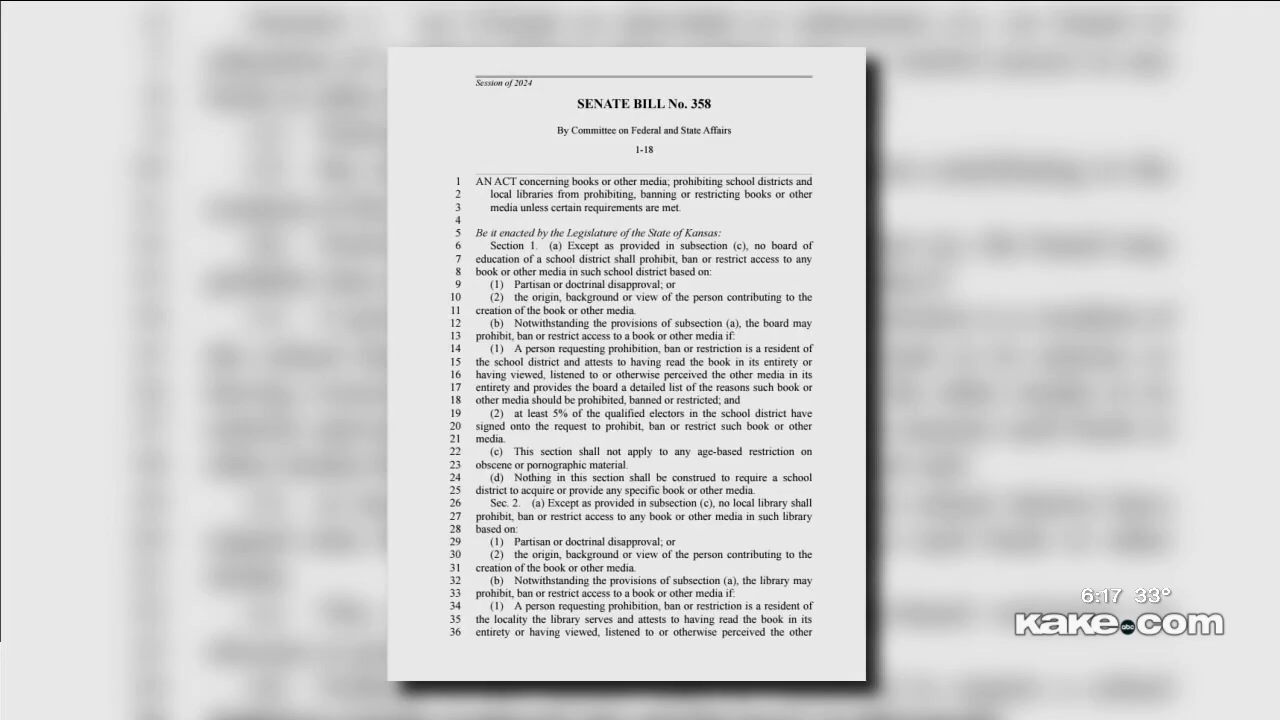 Session of 2024
SENATE BILL No. 358
By Committee on Federal and State Affairs
1-18
1 AN ACT concerning books or other media; prohibiting school districts and
2 local libraries from prohibiting, banning or restricting books or other
3 media unless certain requirements are met.
4
5 Be it enacted by the Legislature of the State of Kansas:
6 Section 1. (a) Except as provided in subsection (c), no board of
7 education of a school district shall prohibit, ban or restrict access to any
8 book or other media in such school district based on:
9 (1) Partisan or doctrinal disapproval; or
10 (2) the origin, background or view of the person contributing to the
11 creation of the book or other media.
12 (b) Notwithstanding the provisions of subsection (a), the board may
13 prohibit, ban or restrict access to a book or other media if:
14 (1) A person requesting prohibition, ban or restriction is a resident of
15 the school district and attests to having read the book in its entirety or
16 having viewed, listened to or otherwise perceived the other media in its
17 entirety and provides the board a detailed list of the reasons such book or
18 other media should be prohibited, banned or restricted; and
19 (2) at least 5% of the qualified electors in the school district have
20 signed onto the request to prohibit, ban or restrict such book or other
21 media.
22 (c) This section shall not apply to any age-based restriction on
23 obscene or pornographic material.
24 (d) Nothing in this section shall be construed to require a school
25 district to acquire or provide any specific book or other media.
26 Sec. 2. (a) Except as provided in subsection (c), no local library shall
27 prohibit, ban or restrict access to any book or other media in such library
28 based on:
29 (1) Partisan or doctrinal disapproval; or
30 (2) the origin, background or view of the person contributing to the
31 creation of the book or other media.
32 (b) Notwithstanding the provisions of subsection (a), the library may
33 prohibit, ban or restrict access to a book or other media if:
34 (1) A person requesting prohibition, ban or restriction is a resident of
35 the locality the library serves and attests to having read the book in its
36 entirety or having viewed, listened to or otherwise perceived the other
6:17 33°
KAKE abc .com